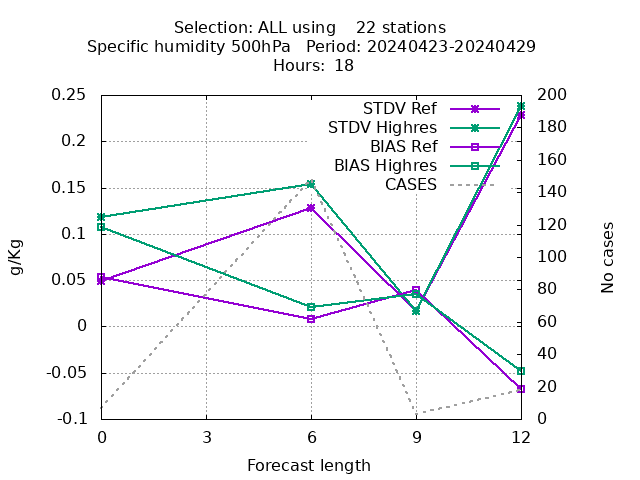 Selection: ALL using    22 stations
Specific humidity 500hPa   Period: 20240423-20240429
Hours: 18
g/Kg
0.25
0.2
0.15
0.1
0.05
0
-0.05
-0.1
STDV Ref
STDV Highres
BIAS Ref
BIAS Highres
CASES
200
180
160
140
120
100
80
60
40
20
0
No cases
0 3 6 9 12
Forecast length